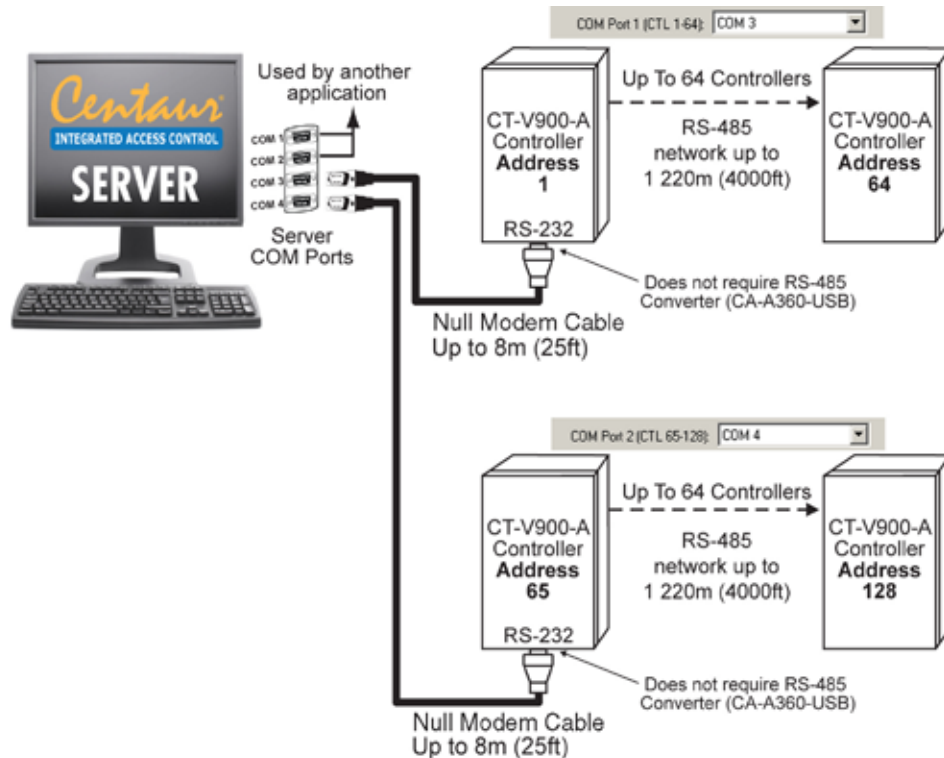 COM Port 1 (CTL 1-64): COM 3
Centaur
INTEGRATED ACCESS CONTROL
SERVER
Used by another
application
COM 1
COM 2
COM 3
COM 4
Server
COM Ports
CT-V900-A
Controller
Address
1
RS-232
Up To 64 Controllers
RS-485
network up to
1 220m (4000ft)
CT-V900-A
Controller
Address
64
Does not require RS-485
Converter (CA-A360-USB)
Null Modem Cable
Up to 8m (25ft)
COM Port 2 (CTL 65-128): COM 4
CT-V900-A
Controller
Address
65
RS-232
Up To 64 Controllers
RS-485
network up to
1 220m (4000ft)
CT-V900-A
Controller
Address
128
Does not require RS-485
Converter (CA-A360-USB)
Null Modem Cable
Up to 8m (25ft)